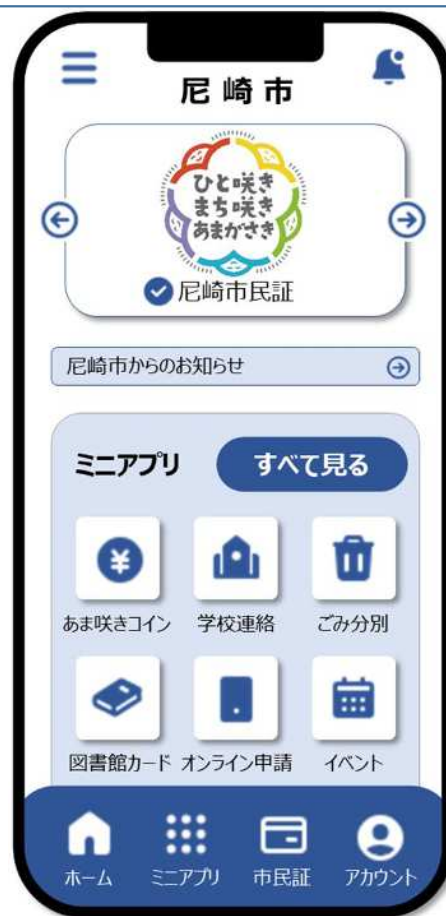 尼崎市
ひと咲き
まち咲き
あまがさき
尼崎市民証
尼崎市からのお知らせ
ミニアプリ すべて見る
¥
あま咲きコイン 学校連絡 ごみ分別
図書館カード オンライン申請 イベント
ホーム ミニアプリ 市民証 アカウント